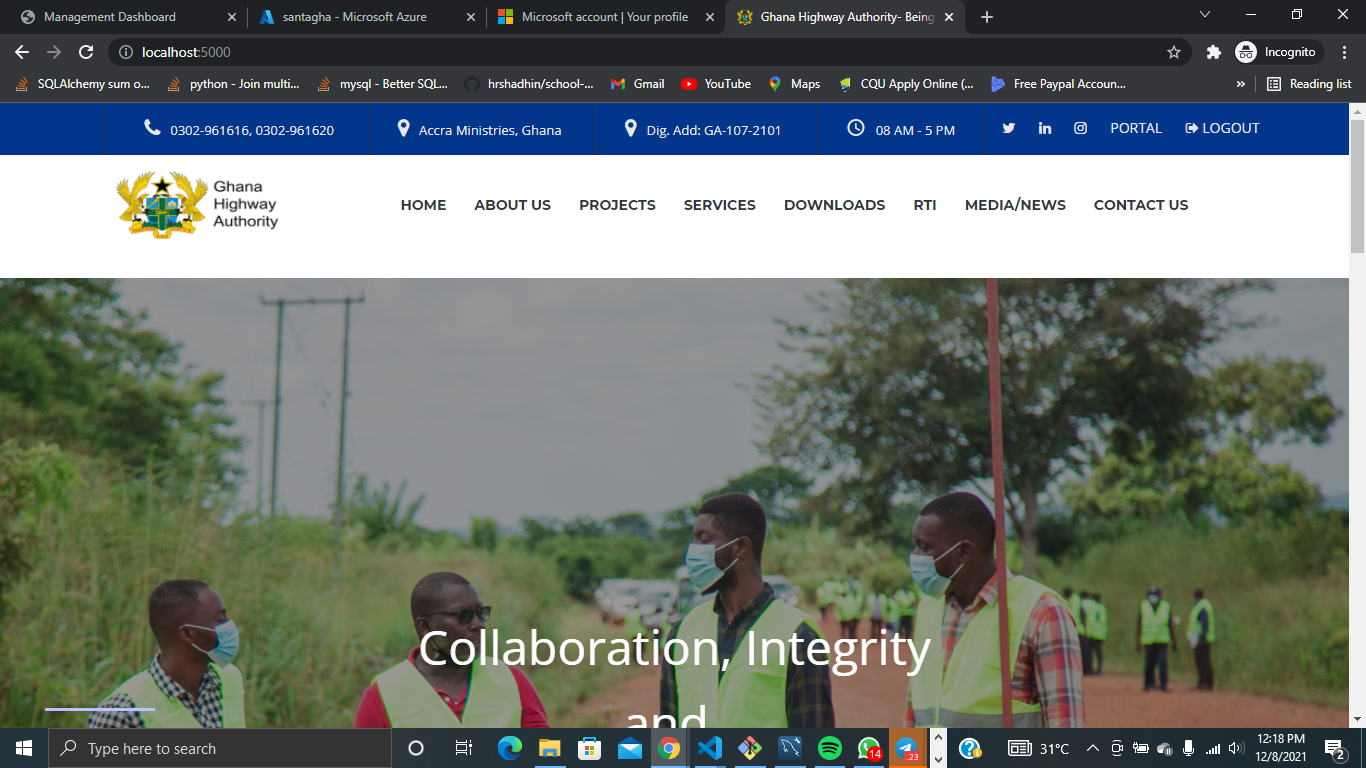 Management Dashboard
santagha - Microsoft Azure
Microsoft account | Your profile
Ghana Highway Authority- Being
localhost:5000
Incognito
SQLAlchemy sum o...
python - Join multi...
mysql - Better SQL...
hrshadhin/school-...
Gmail
YouTube
Maps
CQU Apply Online (...
Free Paypal Accoun...
»
Reading list
0302-961616, 0302-961620
Accra Ministries, Ghana
Dig. Add: GA-107-2101
08 AM - 5 PM
PORTAL
LOGOUT
Ghana
Highway
Authority
HOME
ABOUT US
PROJECTS
SERVICES
DOWNLOADS
RTI
MEDIA/NEWS
CONTACT US
Collaboration, Integrity
and
Type here to search
14
23
31°C
12:18 PM
12/8/2021
2